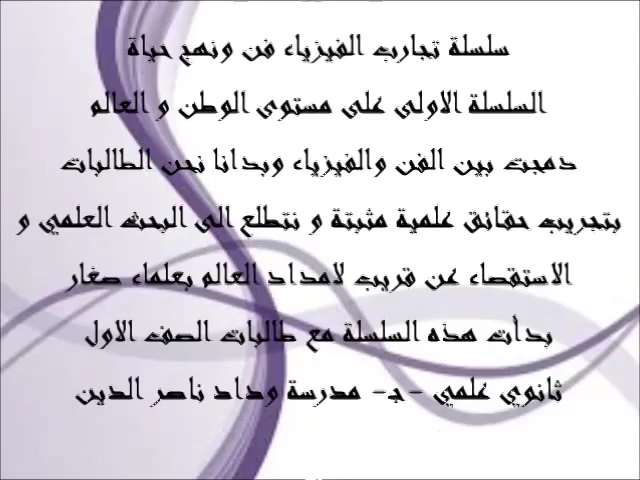 سلسلة تجارب الفيزياء فن ونهج حياة
السلسلة الاولى على مستوى الوطن و العالم
دمجت بين الفن والفيزياء وبدانا نحن الطالبات
بتجريب حقائق علمية مثبتة و نتطلع الى البحث العلمي و
الاستقصاء عن قريب لامداد العالم بعلماء صغار
بدأت هذه السلسلة مع طالبات الصف الاول
ثانوي علمي -ج- مدرسة وداد ناصر الدين